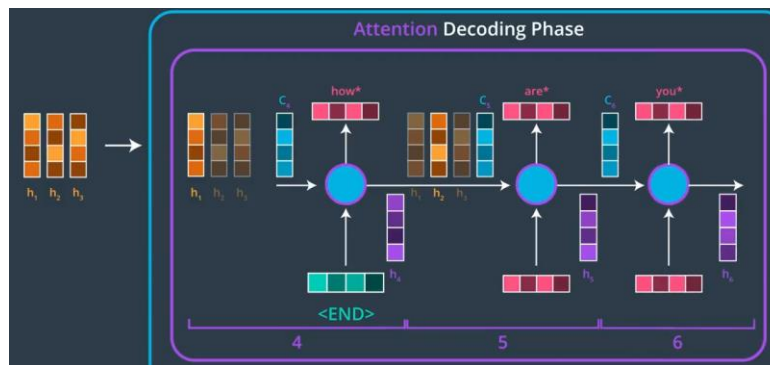 Attention Decoding Phase
how* are* you*
C4 C5 C6
h1 h2 h3 h1 h2 h3 h1 h2 h3
h4 h5 h6
<END>
4 5 6